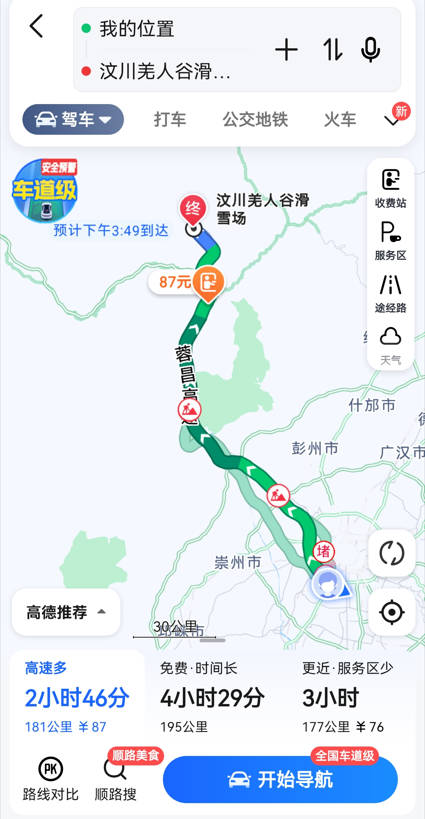 我的位置
汶川羌人谷滑...
驾车
打车
公交地铁
火车
新
安全预警
车道级
预计下午3:49到达
终
汶川羌人谷滑
雪场
收费站
P
服务区
途经路
天气
87元
蓉昌高速
什邡市
彭州市
广汉市
德
崇州市
堵
高德推荐
30公里
高速多
2小时46分
181公里 ¥87
免费·时间长
4小时29分
195公里
更近·服务区少
3小时
177公里 ¥76
PK
路线对比
顺路美食
顺路搜
全国车道级
开始导航